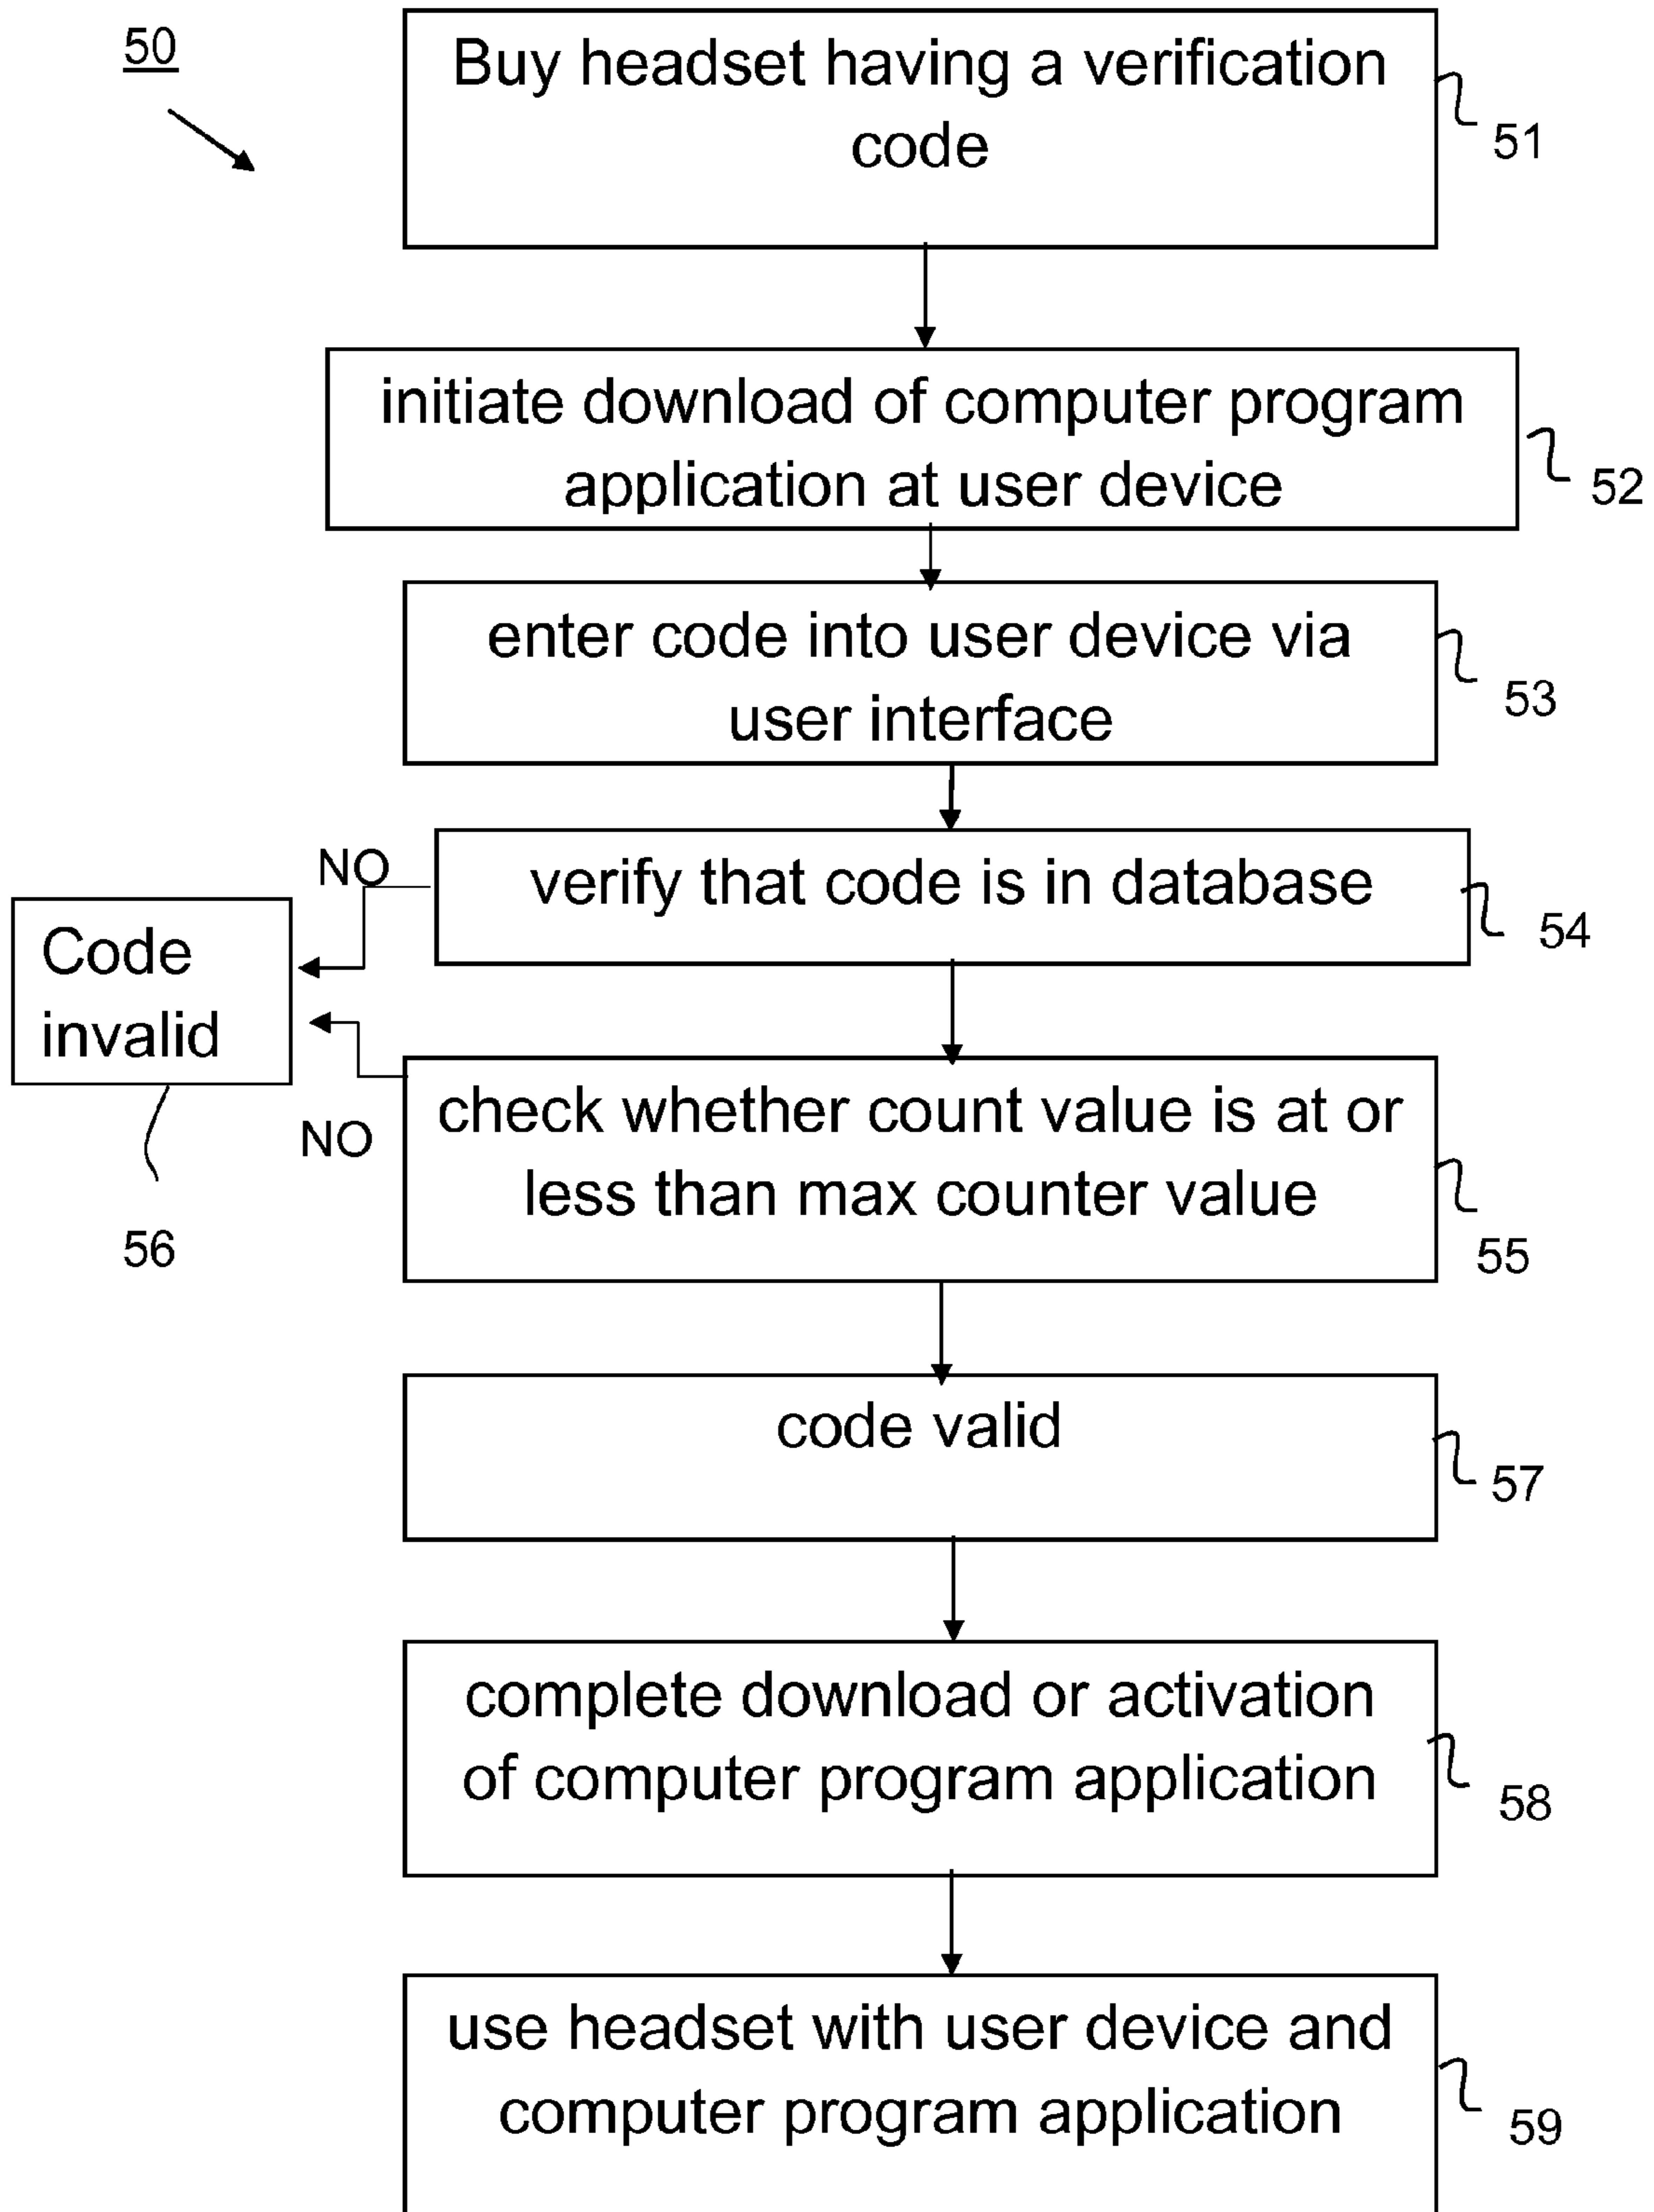 50
Buy headset having a verification
code
51
initiate download of computer program
application at user device
52
enter code into user device via
user interface
53
NO
verify that code is in database
54
Code
invalid
56
NO
check whether count value is at or
less than max counter value
55
code valid
57
complete download or activation
of computer program application
58
use headset with user device and
computer program application
59